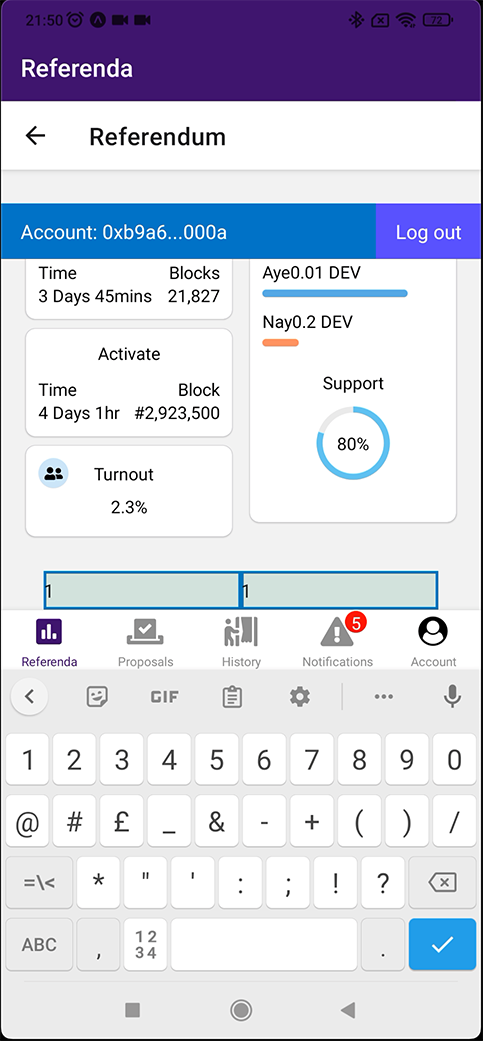 21:50 72
Referenda
Referendum
Account: 0xb9a6...000a Log out
Time Blocks
3 Days 45mins 21,827
Aye0.01 DEV
Nay0.2 DEV
Activate
Time Block
4 Days 1hr #2,923,500
Support
80%
Turnout
2.3%
1 1
5
Referenda Proposals History Notifications Account
GIF
1 2 3 4 5 6 7 8 9 0
@ # £ _ & - + ( ) /
=\< * " ' : ; ! ?
ABC , 12 .
34